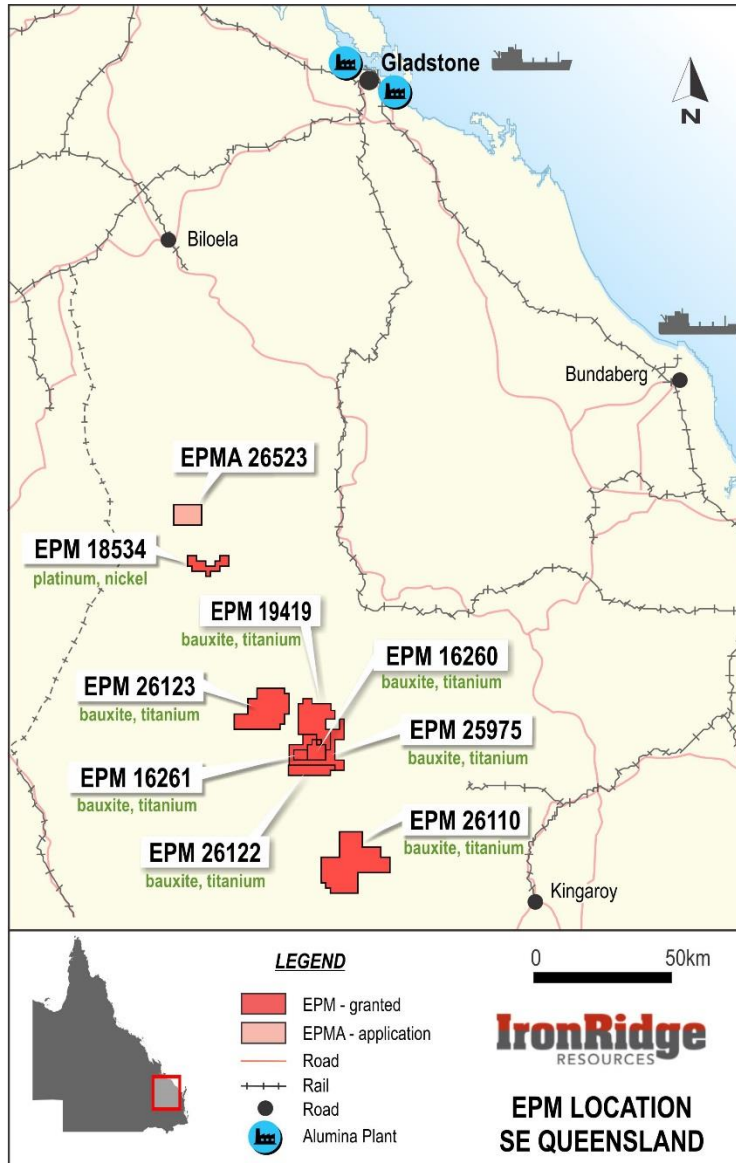 Gladstone
N
Biloela
Bundaberg
EPMA 26523
EPM 18534
platinum, nickel
EPM 19419
bauxite, titanium
EPM 16260
bauxite, titanium
EPM 26123
bauxite, titanium
EPM 25975
bauxite, titanium
EPM 16261
bauxite, titanium
EPM 26110
bauxite, titanium
EPM 26122
bauxite, titanium
Kingaroy
LEGEND
EPM - granted
EPMA - application
Road
Rail
Road
Alumina Plant
0 50km
IronRidge
RESOURCES
EPM LOCATION
SE QUEENSLAND